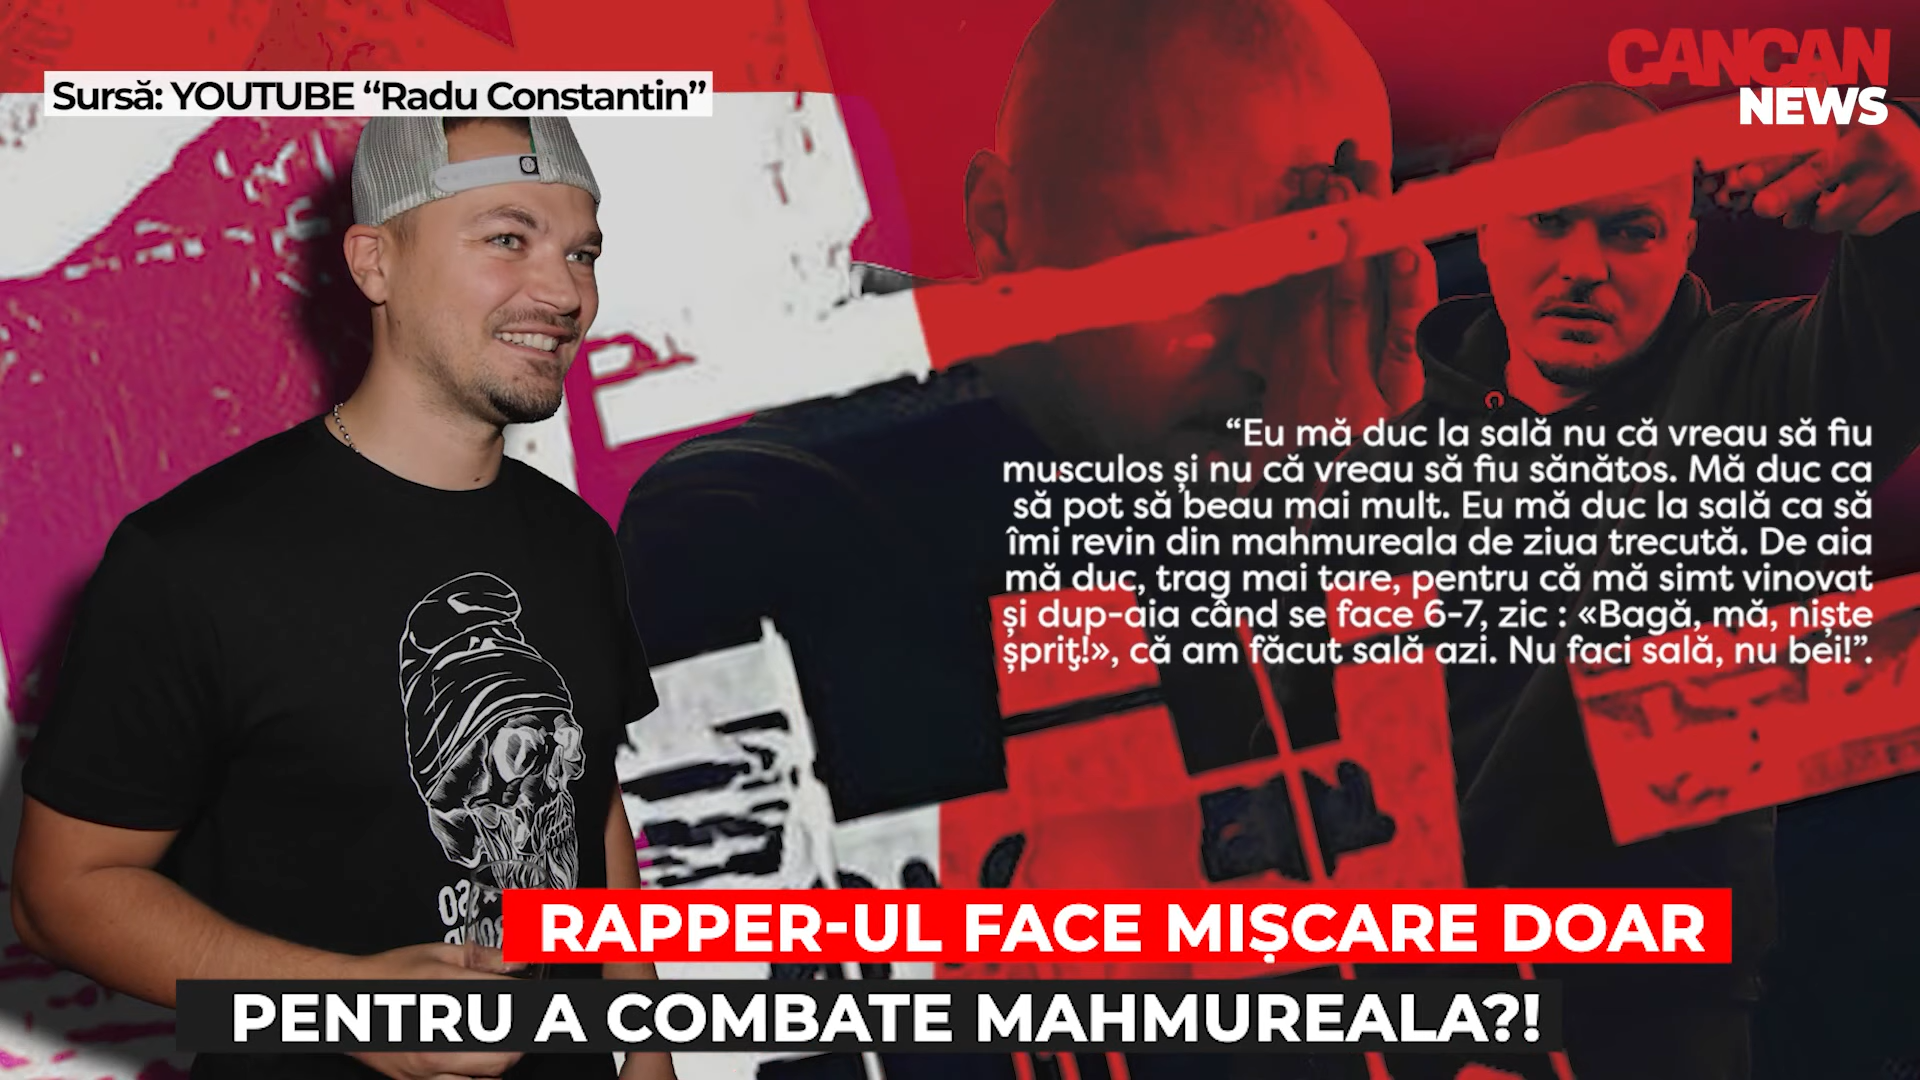 Sursă: YOUTUBE “Radu Constantin”
CANCAN
NEWS
“Eu mă duc la sală nu că vreau să fiu
musculos și nu că vreau să fiu sănătos. Mă duc ca
să pot să beau mai mult. Eu mă duc la sală ca să
îmi revin din mahmureala de ziua trecută. De aia
mă duc, trag mai tare, pentru că mă simt vinovat
și dup-aia când se face 6-7, zic : «Bagă, mă, niște
șpriţ!», că am făcut sală azi. Nu faci sală, nu bei!”.
RAPPER-UL FACE MIȘCARE DOAR
PENTRU A COMBATE MAHMUREALA?!